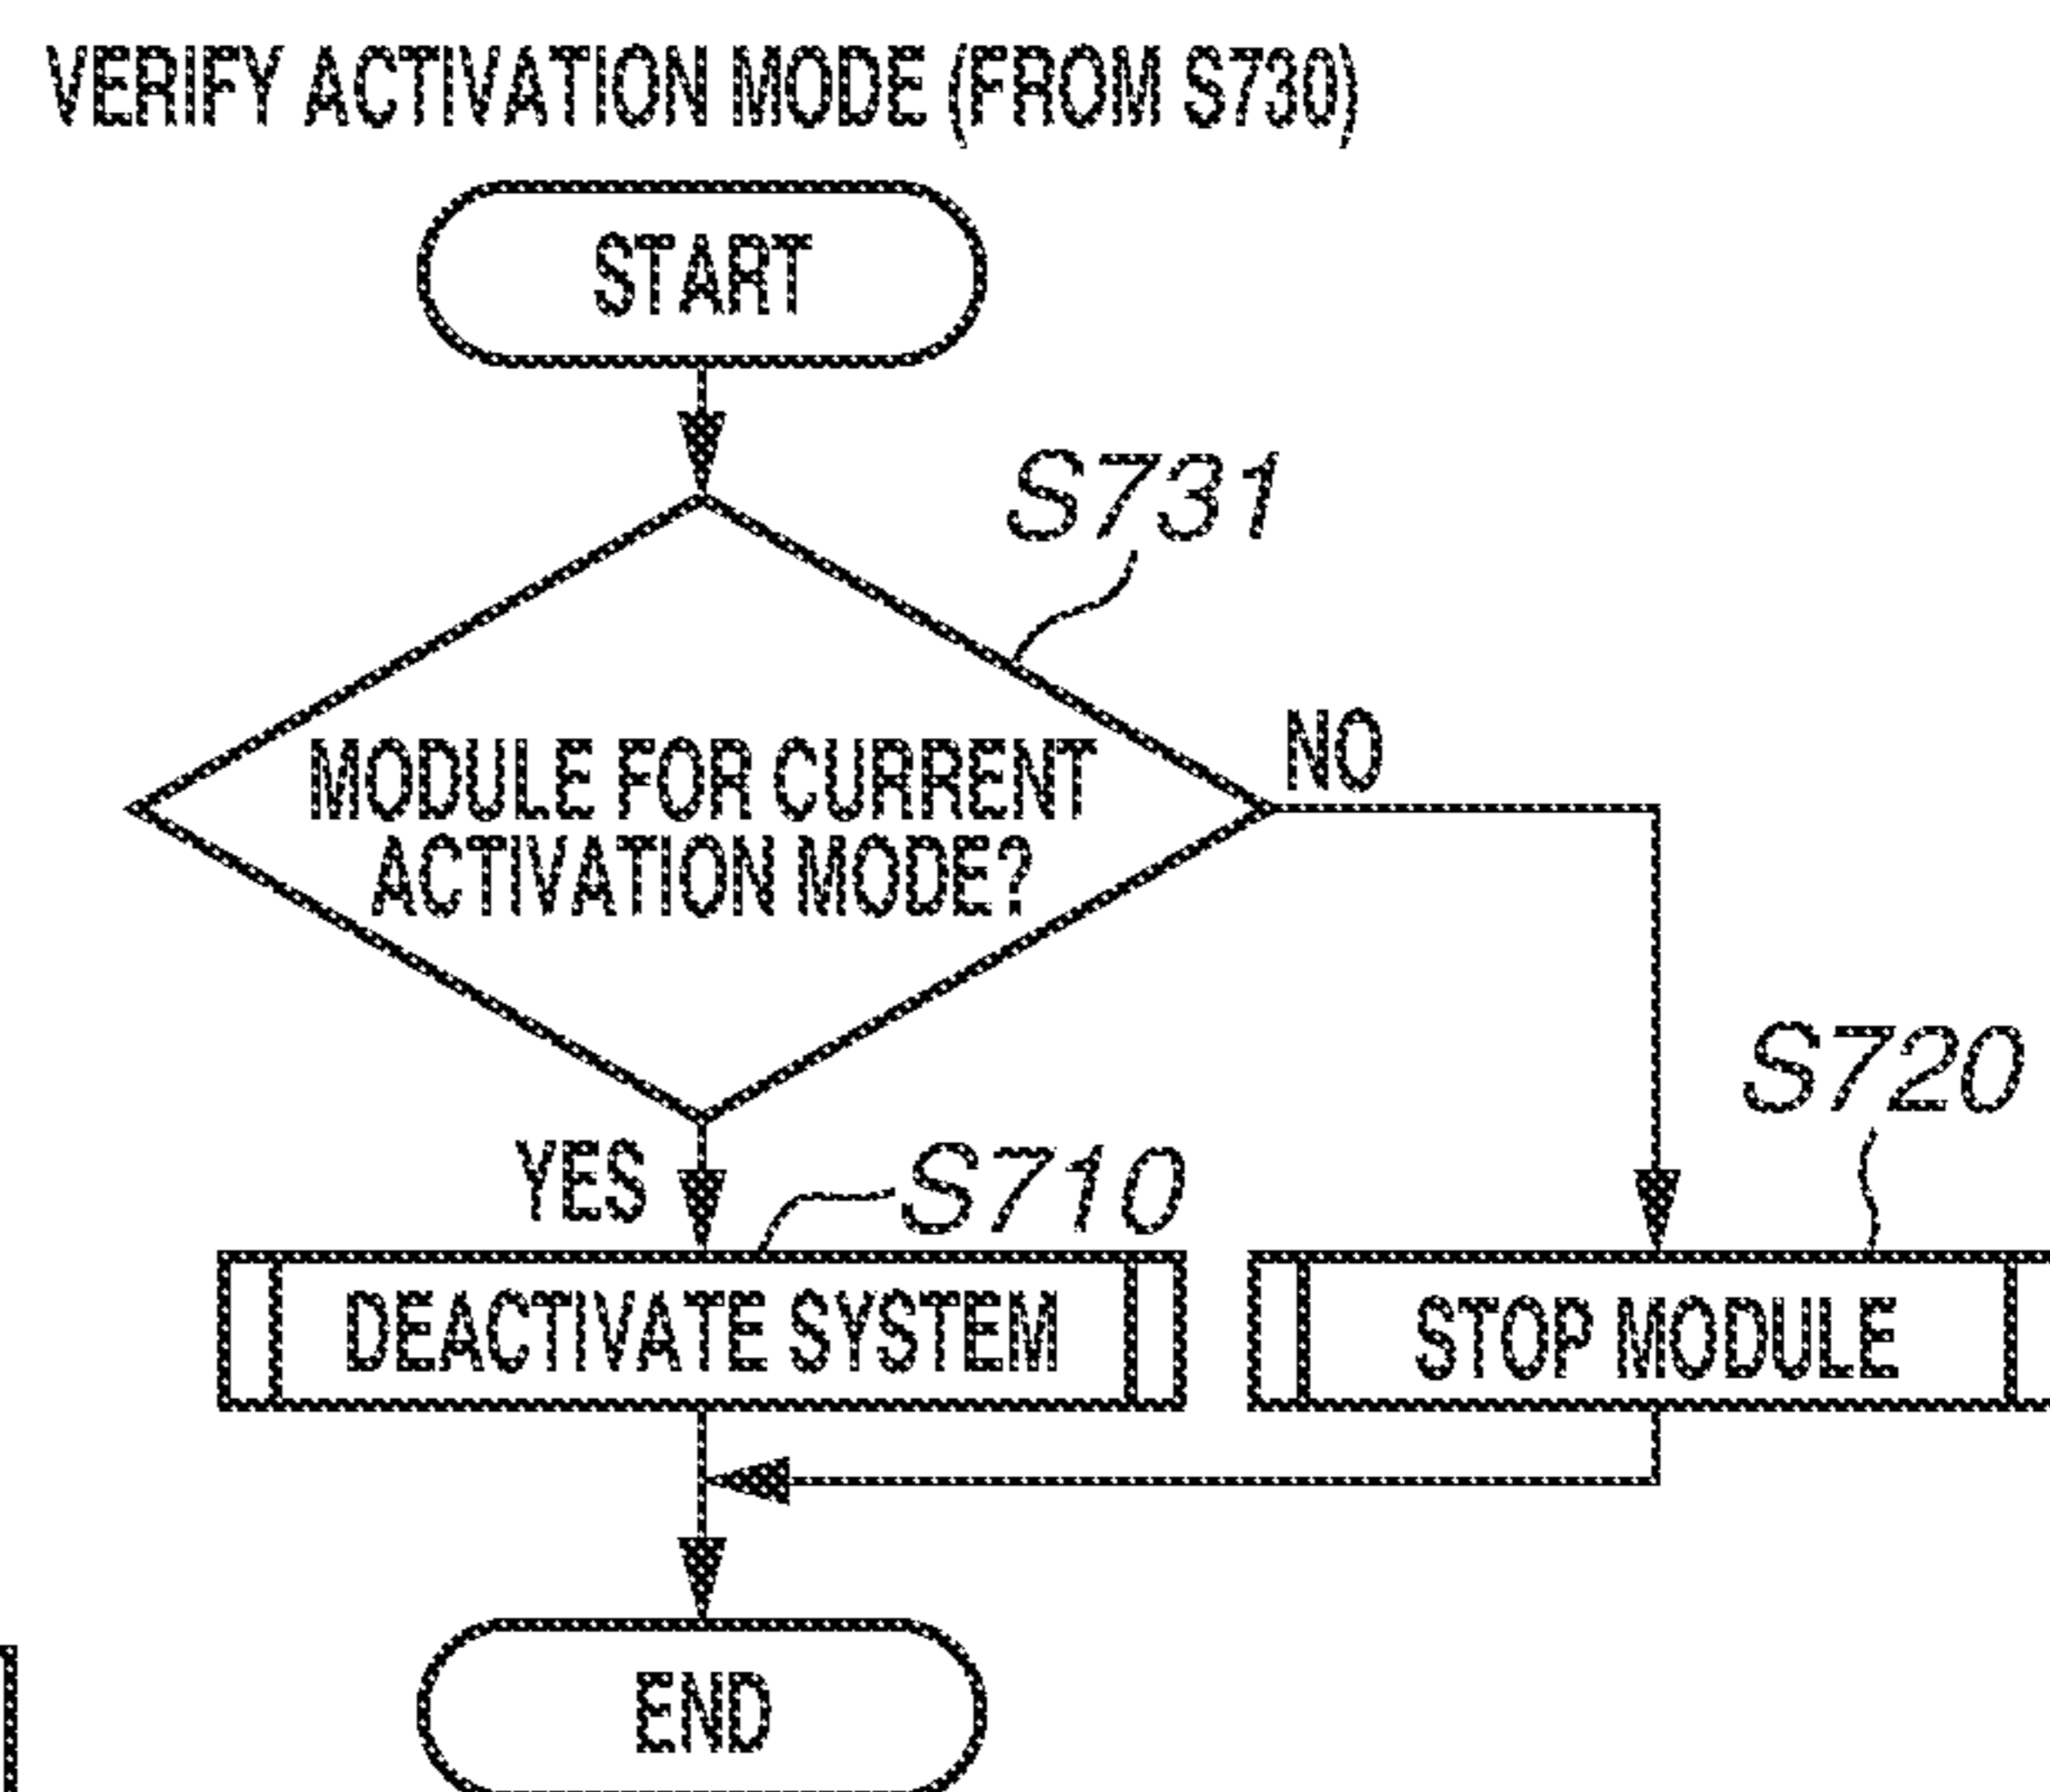 VERIFY ACTIVATION MODE (FROM S730)
START
S731
MODULE FOR CURRENT
ACTIVATION MODE?
NO
YES
S710
S720
DEACTIVATE SYSTEM
STOP MODULE
END